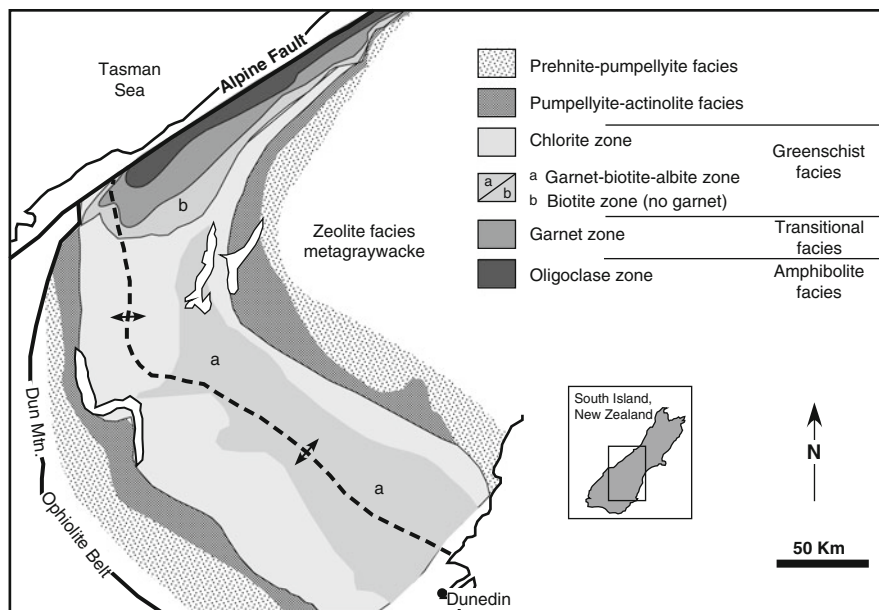 Tasman
Sea
Alpine Fault
Prehnite-pumpellyite facies
Pumpellyite-actinolite facies
Chlorite zone
Greenschist
facies
a
b
a Garnet-biotite-albite zone
b Biotite zone (no garnet)
Garnet zone
Transitional
facies
Oligoclase zone
Amphibolite
facies
b
Zeolite facies
metagraywacke
a
a
Dun Mtn.
Ophiolite Belt
South Island,
New Zealand
N
50 Km
Dunedin